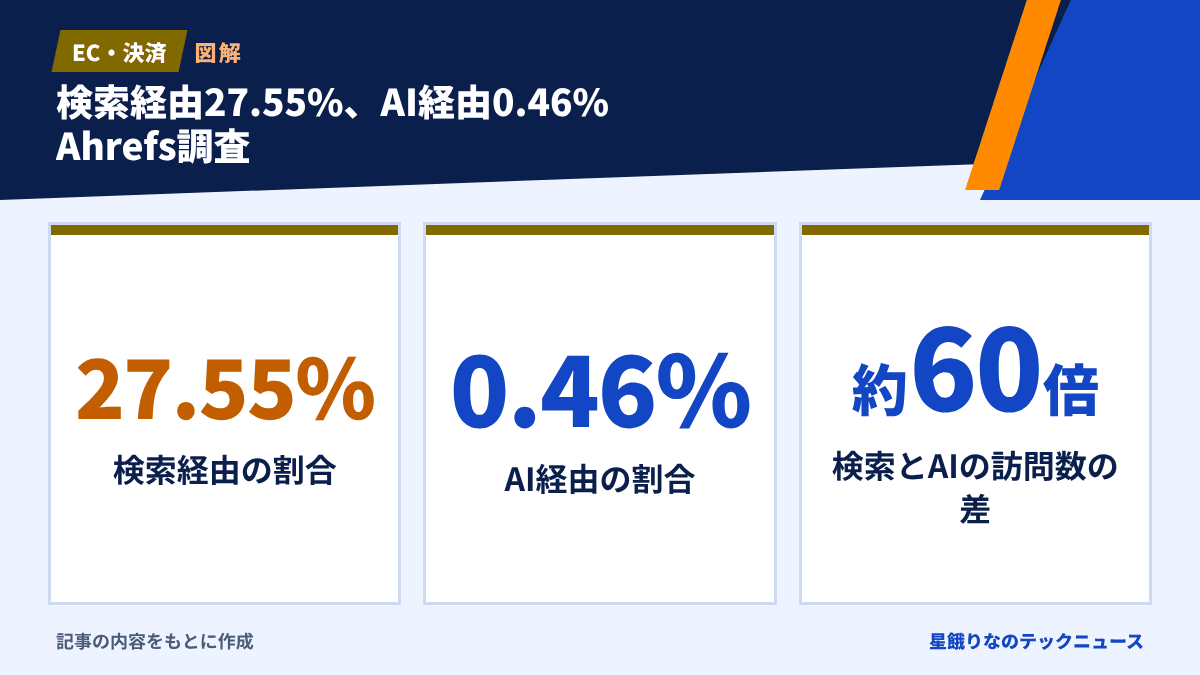 EC・決済 図解
検索経由27.55%、AI経由0.46%
Ahrefs調査
27.55%
検索経由の割合
0.46%
AI経由の割合
約60倍
検索とAIの訪問数の
差
記事の内容をもとに作成
星餓りなのテックニュース